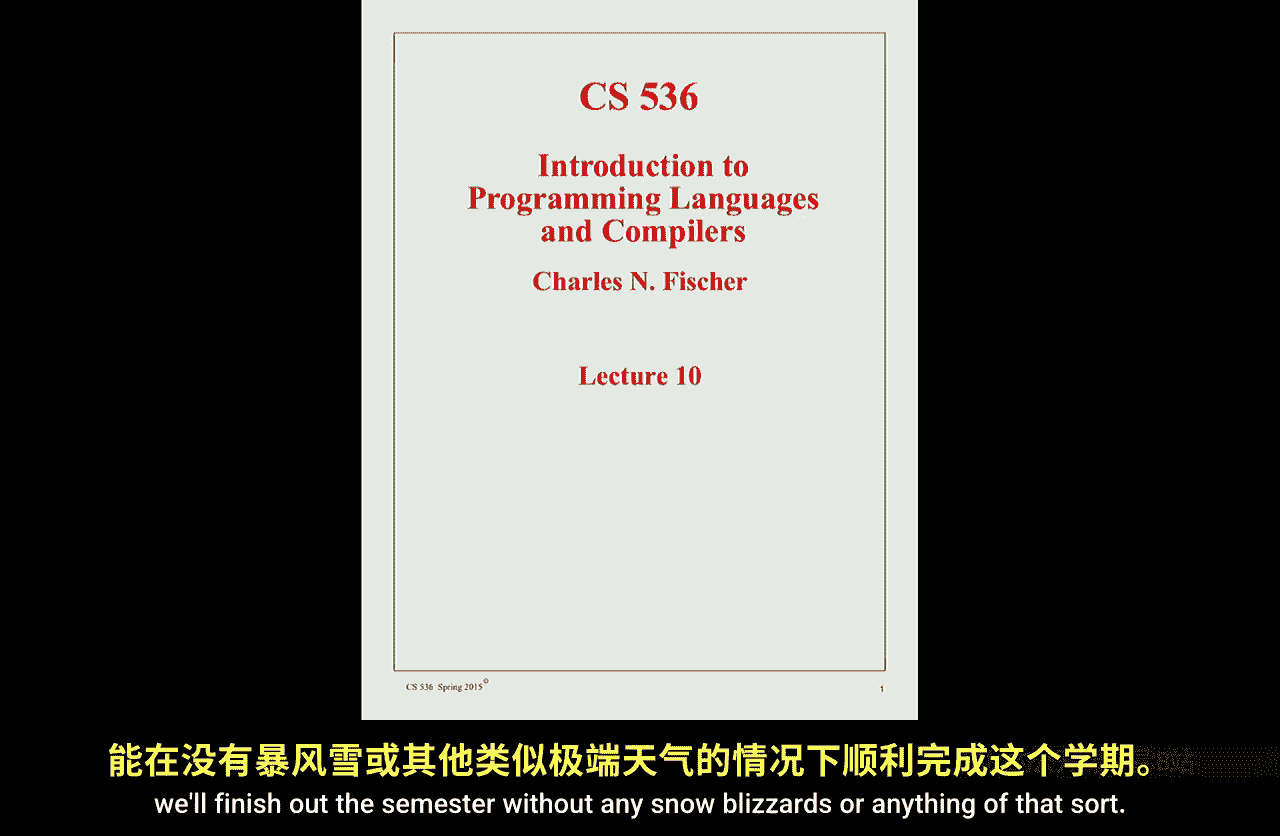 CS 536
Introduction to
Programming Languages
and Compilers
Charles N. Fischer
Lecture 10
CS 536 Spring 2015©
1
能在没有暴风雪或其他类似极端天气的情况下顺利完成这个学期。
we'll finish out the semester without any snow blizzards or anything of that sort.